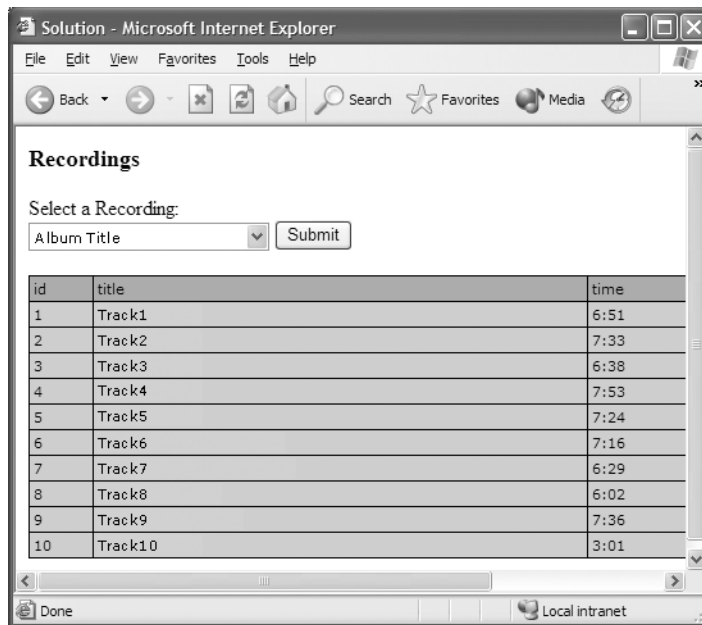 Solution - Microsoft Internet Explorer
File Edit View Favorites Tools Help
Back Search Favorites Media »
Recordings
Select a Recording:
Album Title Submit
id title time
1 Track1 6:51
2 Track2 7:33
3 Track3 6:38
4 Track4 7:53
5 Track5 7:24
6 Track6 7:16
7 Track7 6:29
8 Track8 6:02
9 Track9 7:36
10 Track10 3:01
Done Local intranet